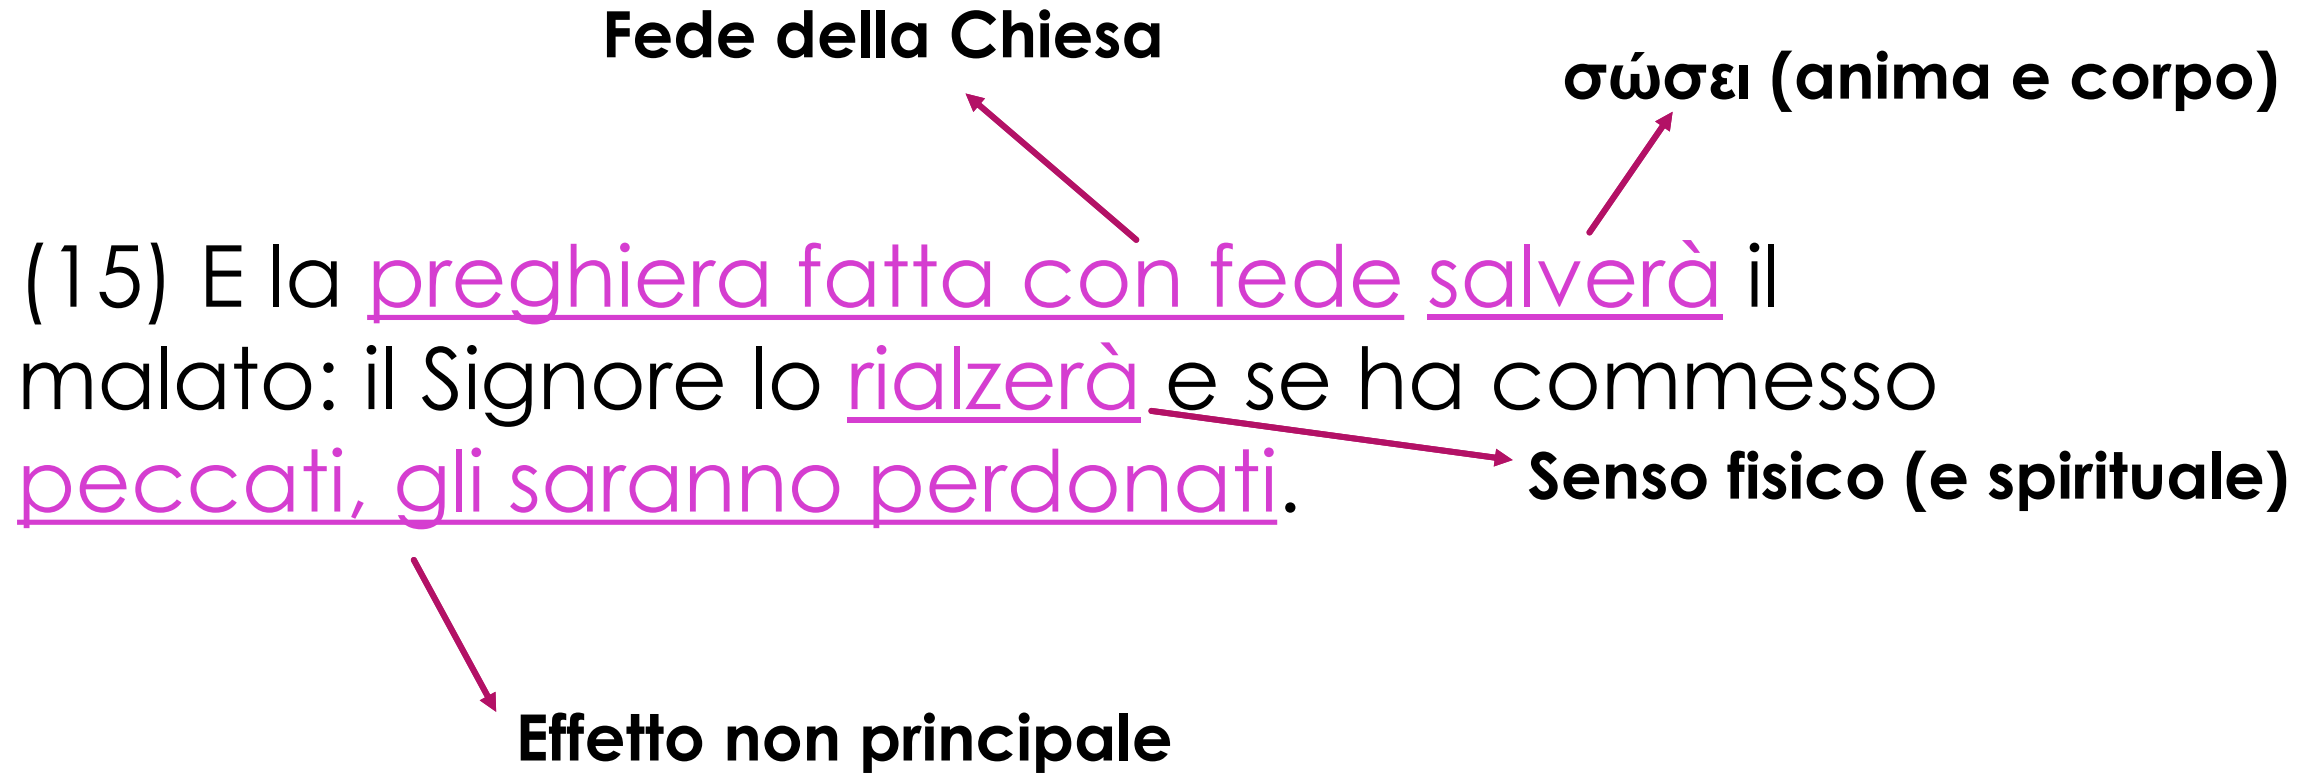 Fede della Chiesa
σώσει (anima e corpo)
(15) E la preghiera fatta con fede salverà il
malato: il Signore lo rialzerà e se ha commesso
peccati, gli saranno perdonati.
Senso fisico (e spirituale)
Effetto non principale